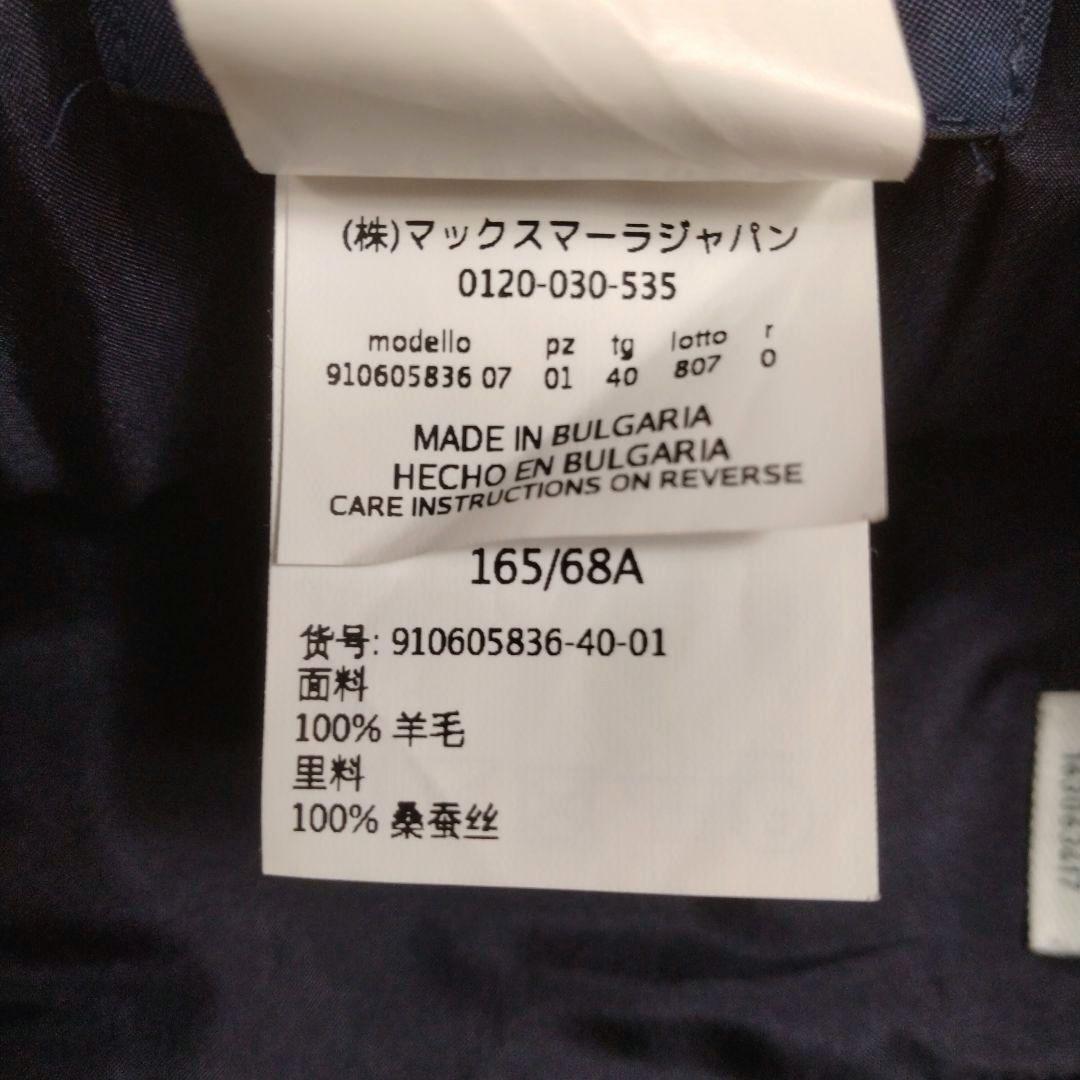 (株)マックスマーラジャパン
0120-030-535
modello pz tg lotto r
910605836 07 01 40 807 0
MADE IN BULGARIA
HECHO EN BULGARIA
CARE INSTRUCTIONS ON REVERSE
165/68A
货号: 910605836-40-01
面料
100% 羊毛
里料
100% 桑蚕丝